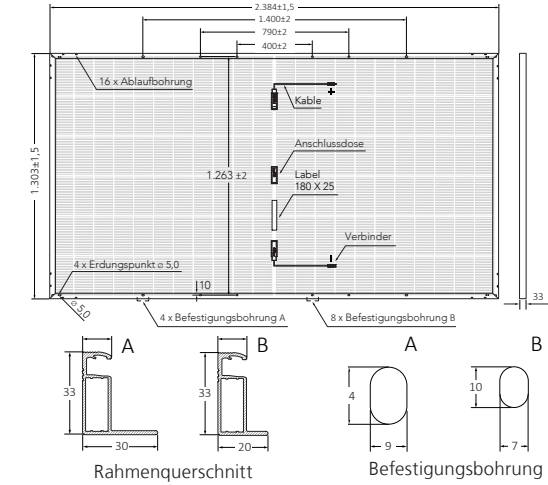 2.384±1,5
1.400±2
790±2
400±2
16 x Ablaufbohrung
+
Kable
1.303±1,5
Anschlussdose
1.263 ±2
Label
180 X 25
Verbinder
4 x Erdungspunkt ø 5,0
10
ø 5,0
4 x Befestigungsbohrung A
8 x Befestigungsbohrung B
33
A
B
A
B
33
33
4
10
30
20
9
7
Rahmenquerschnitt
Befestigungsbohrung